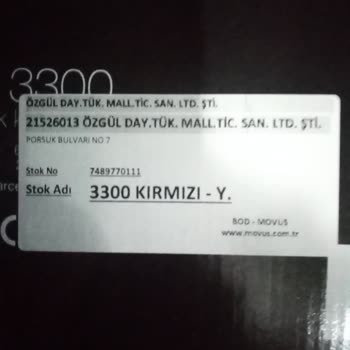 3300
ÖZGÜL DAY.TÜK. MALL.TİC. SAN. LTD. ŞTİ.
21526013 ÖZGÜL DAY.TÜK. MALL.TİC. SAN. LTD. ŞTİ.
PORSUK BULVARI NO 7
Stok No 7489770111
Stok Adı 3300 KIRMIZI - Y.
BOD - MOVUS
www.movus.com.tr